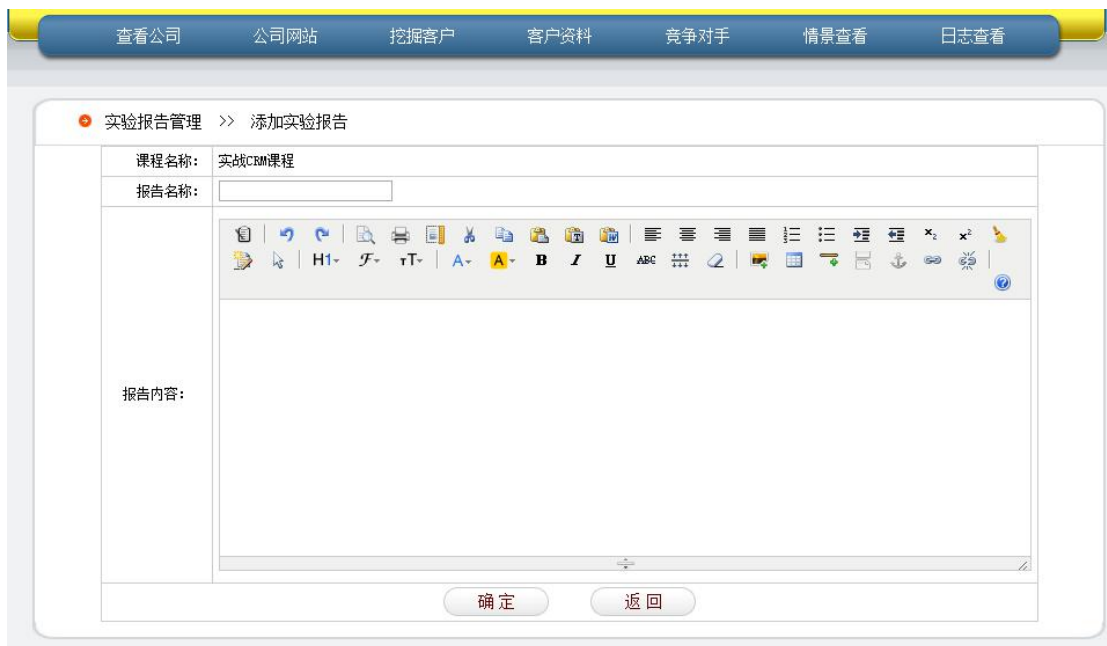 查看公司 公司网站 挖掘客户 客户资料 竞争对手 情景查看 日志查看
实验报告管理 >> 添加实验报告
课程名称: 实战CRM课程
报告名称:
H1 F TT A A B I U ABC
报告内容:
确定 返回